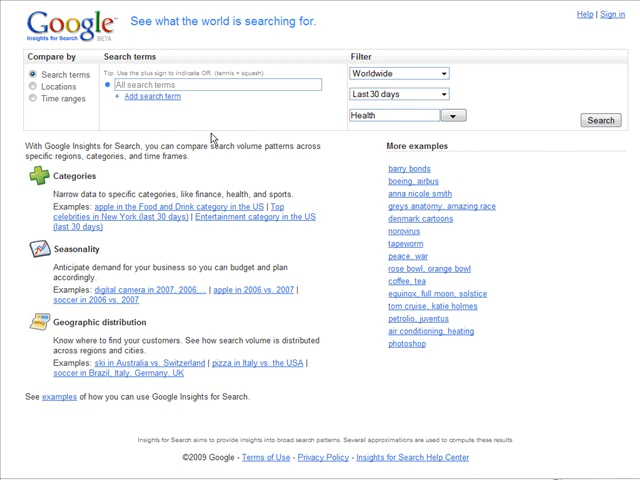 Google
Insights for Search BETA
See what the world is searching for.
Help | Sign in
Compare by
Search terms
Filter
Search terms
Locations
Time ranges
Tip: Use the plus sign to indicate OR. (tennis + squash)
All search terms
+ Add search term
Worldwide
Last 30 days
Health
Search
With Google Insights for Search, you can compare search volume patterns across
specific regions, categories, and time frames.
Categories
Narrow data to specific categories, like finance, health, and sports.
Examples: apple in the Food and Drink category in the US | Top
celebrities in New York (last 30 days) | Entertainment category in the US
(last 30 days)
Seasonality
Anticipate demand for your business so you can budget and plan
accordingly.
Examples: digital camera in 2007, 2006,... | apple in 2006 vs. 2007 |
soccer in 2006 vs. 2007
Geographic distribution
Know where to find your customers. See how search volume is distributed
across regions and cities.
Examples: ski in Australia vs. Switzerland | pizza in Italy vs. the USA |
soccer in Brazil, Italy, Germany, UK
See examples of how you can use Google Insights for Search.
More examples
barry bonds
boeing, airbus
anna nicole smith
greys anatomy, amazing race
denmark cartoons
norovirus
tapeworm
peace, war
rose bowl, orange bowl
coffee, tea
equinox, full moon, solstice
tom cruise, katie holmes
petrolio, juventus
air conditioning, heating
photoshop
Insights for Search aims to provide insights into broad search patterns. Several approximations are used to compute these results.
©2009 Google - Terms of Use - Privacy Policy - Insights for Search Help Center